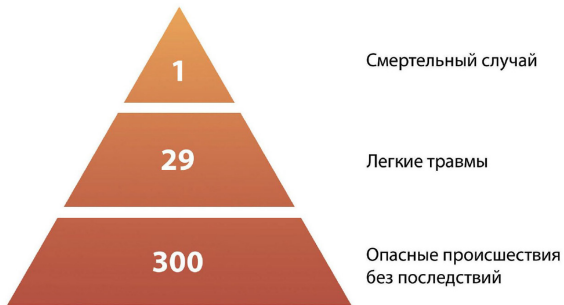 1
Смертельный случай
29
Легкие травмы
300
Опасные происшествия
без последствий